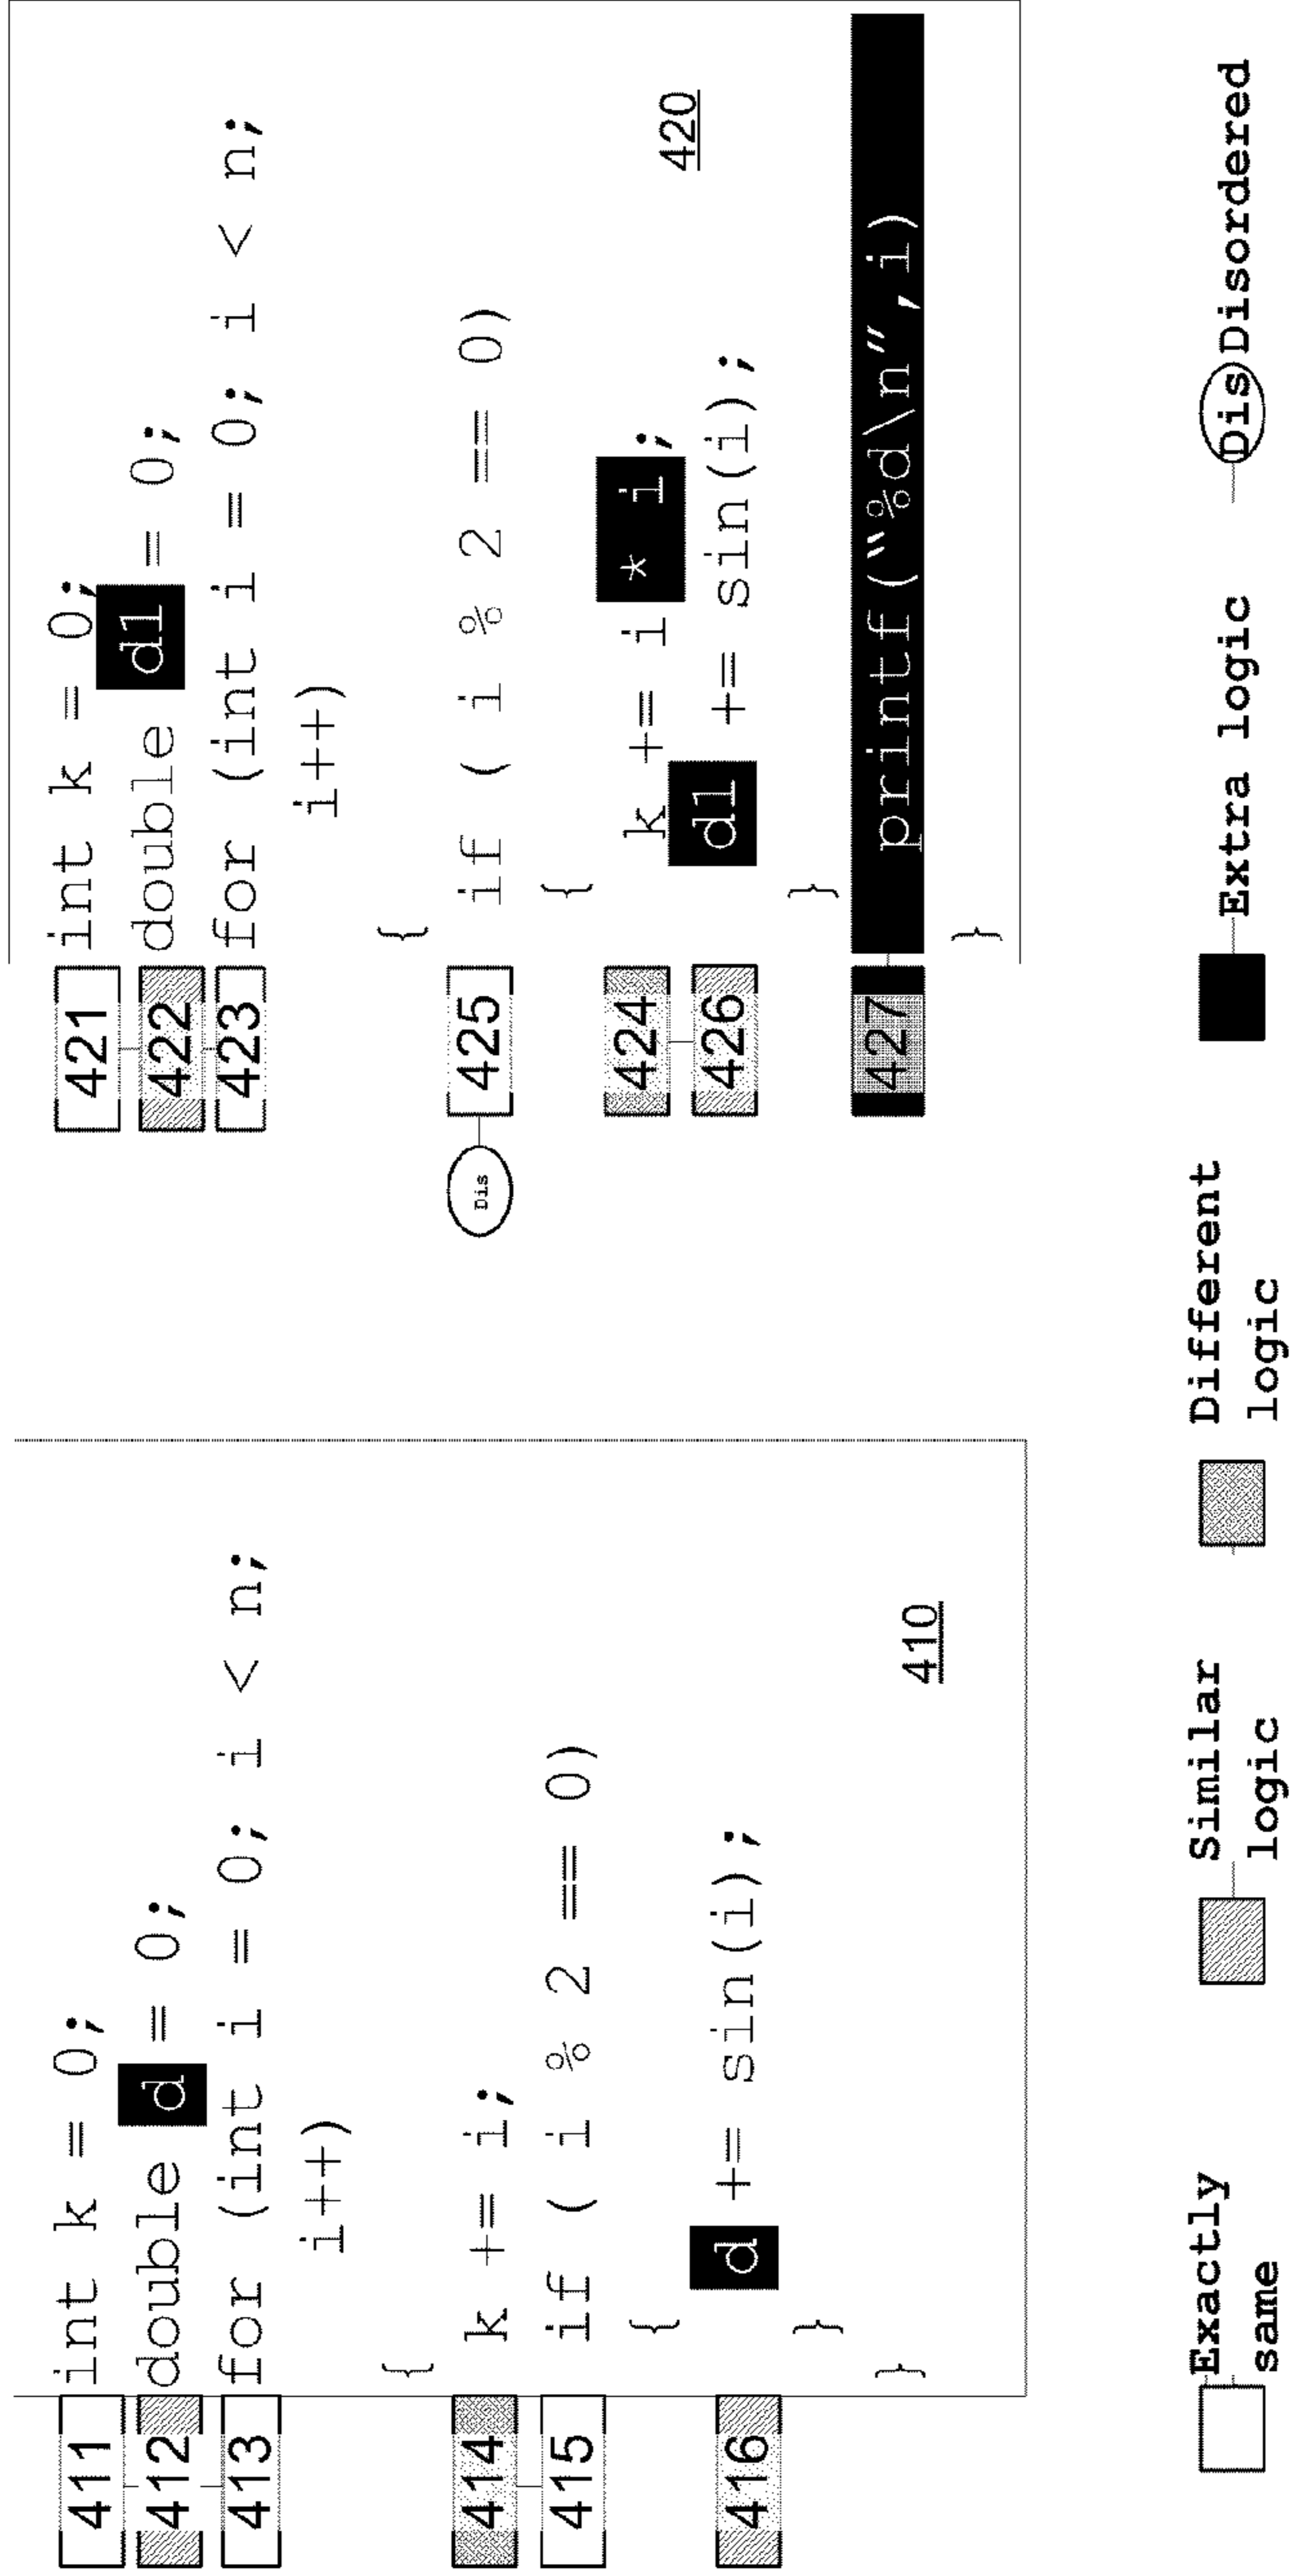 411 int k = 0;
412 double d = 0;
413 for (int i = 0; i < n;
i++)
{
414 k += i;
415 if ( i % 2 == 0)
{
416 d += sin(i);
}
}
410
421 int k = 0;
422 double d1 = 0;
423 for (int i = 0; i < n;
i++)
{
Dis 425 if ( i % 2 == 0)
{
424 k += i * i;
426 d1 += sin(i);
}
427 printf("%d\n",i)
}
420
Exactly
same
Similar
logic
Different
logic
Extra logic
Dis Disordered